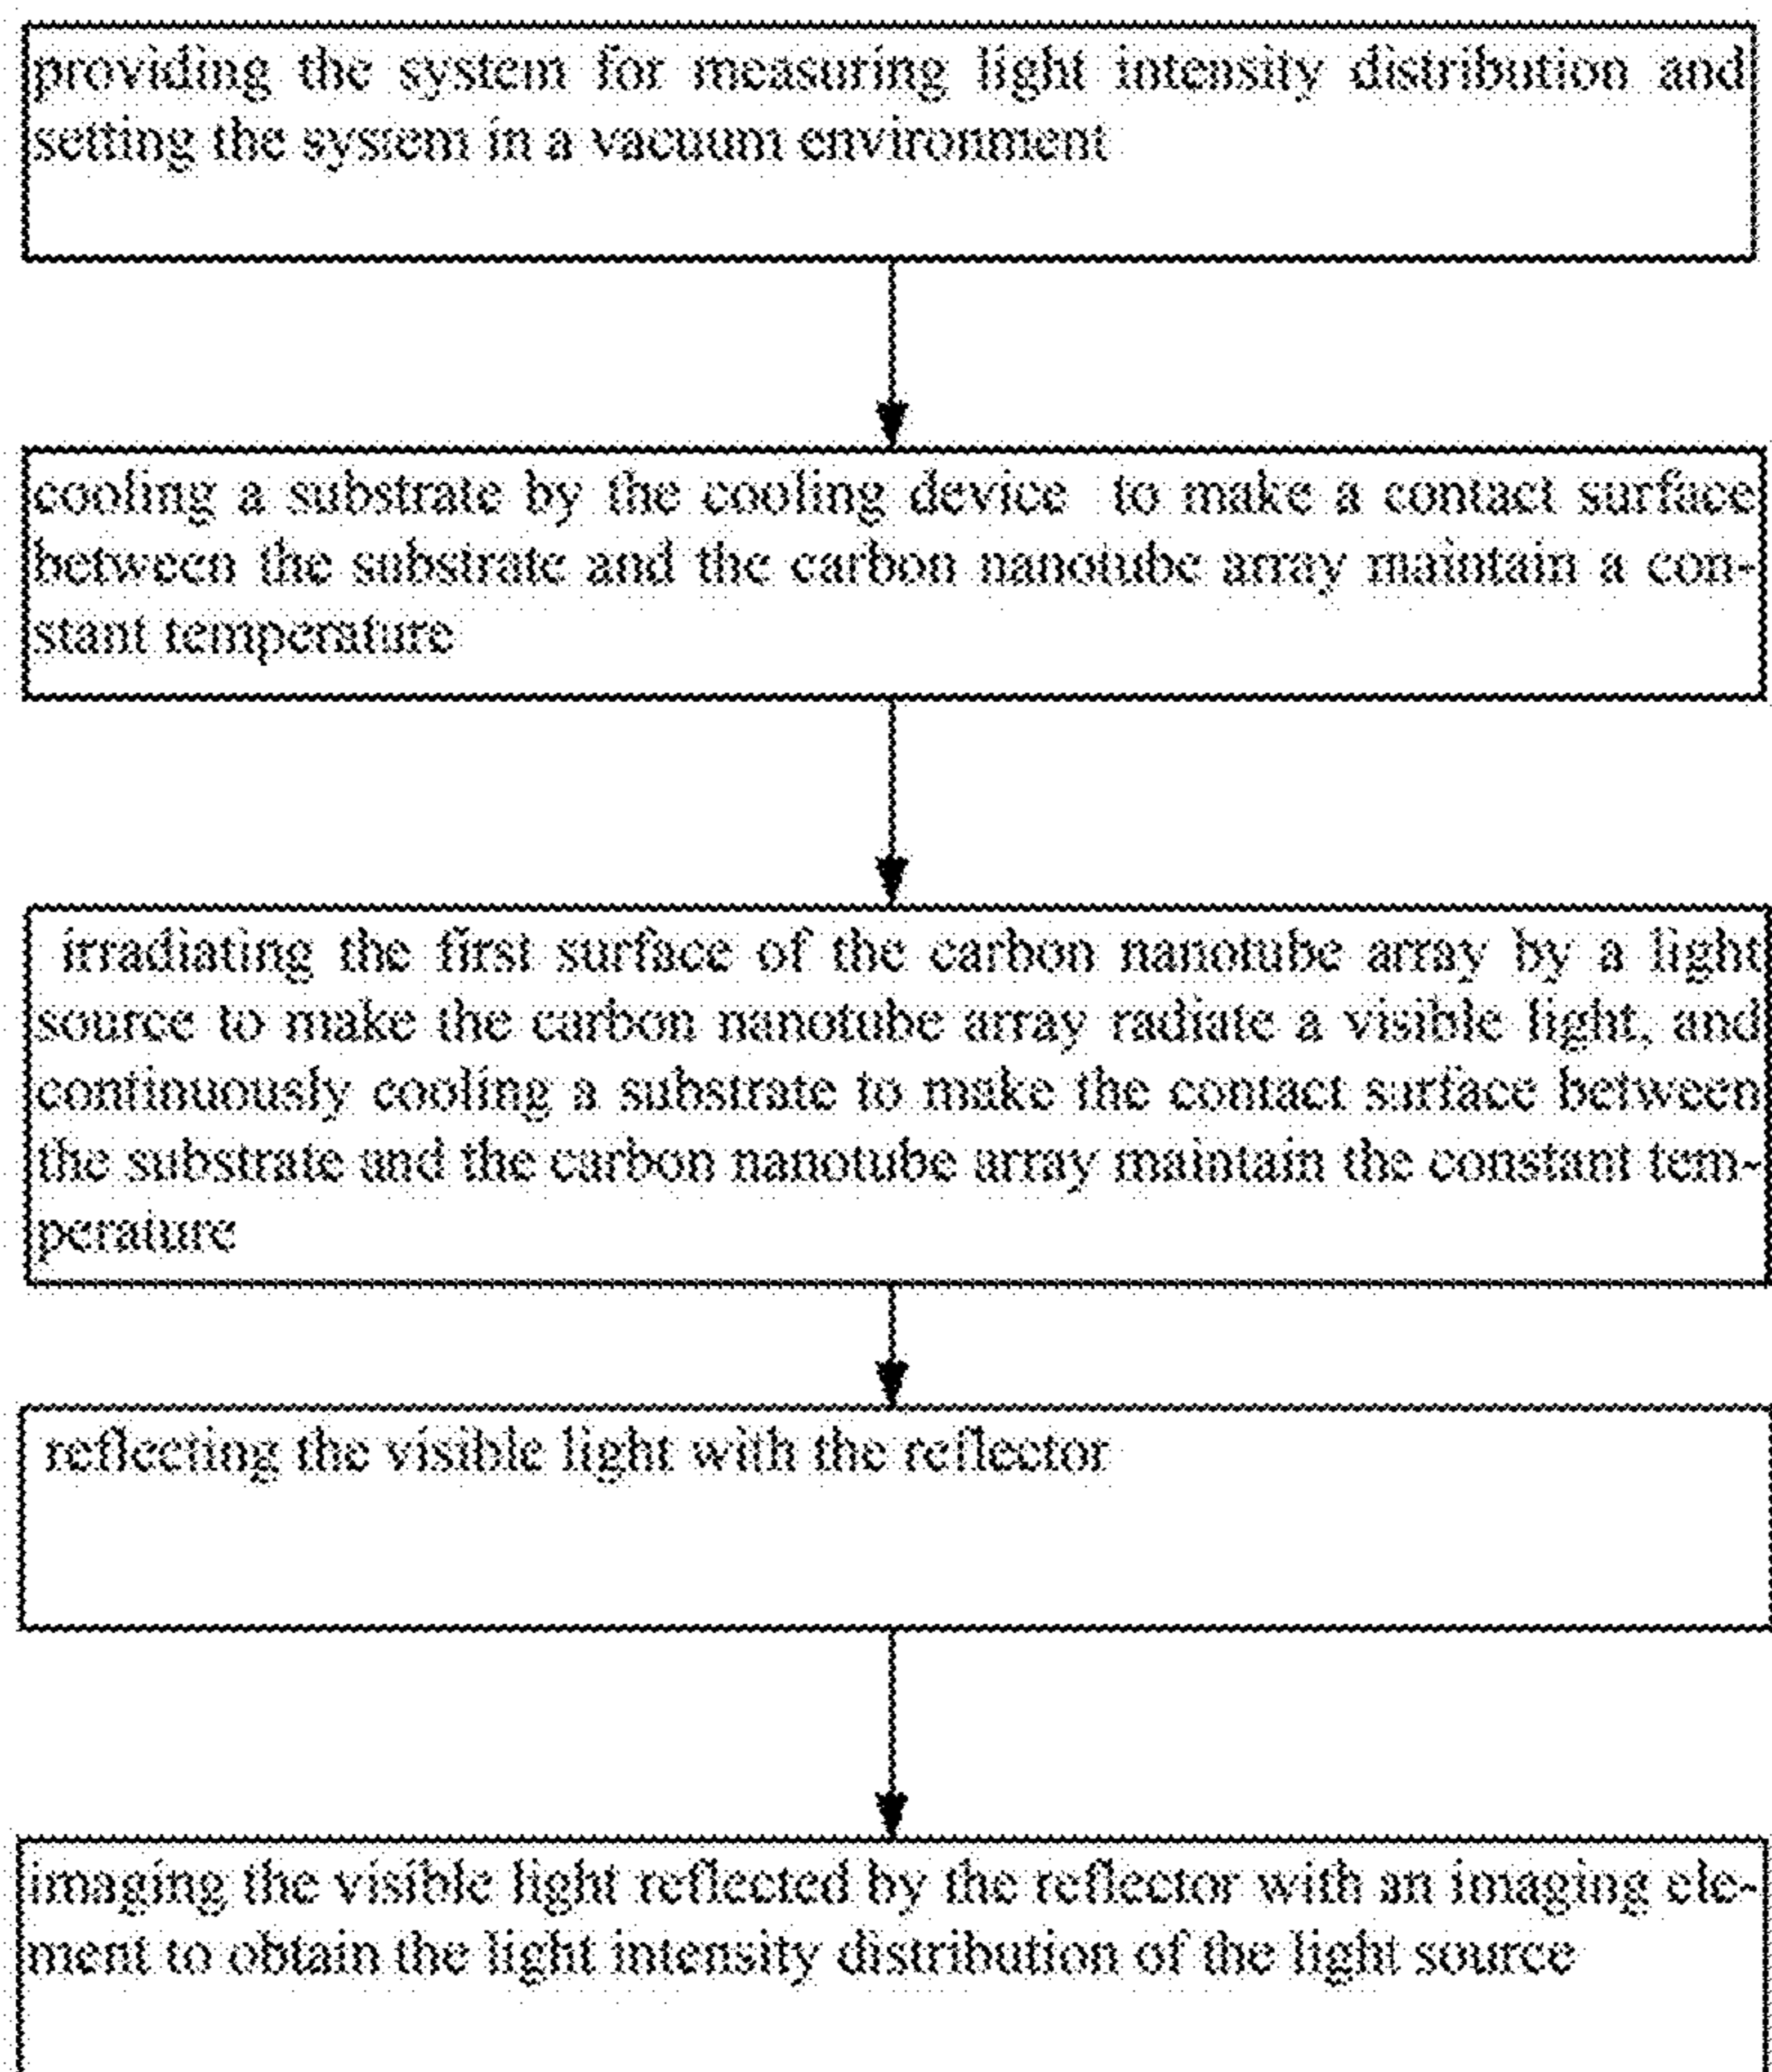 providing the system for measuring light intensity distribution and
setting the system in a vacuum environment
cooling a substrate by the cooling device to make a contact surface
between the substrate and the carbon nanotube array maintain a con-
stant temperature
irradiating the first surface of the carbon nanotube array by a light
source to make the carbon nanotube array radiate a visible light, and
continuously cooling a substrate to make the contact surface between
the substrate and the carbon nanotube array maintain the constant tem-
perature
reflecting the visible light with the reflector
imaging the visible light reflected by the reflector with an imaging ele-
ment to obtain the light intensity distribution of the light source